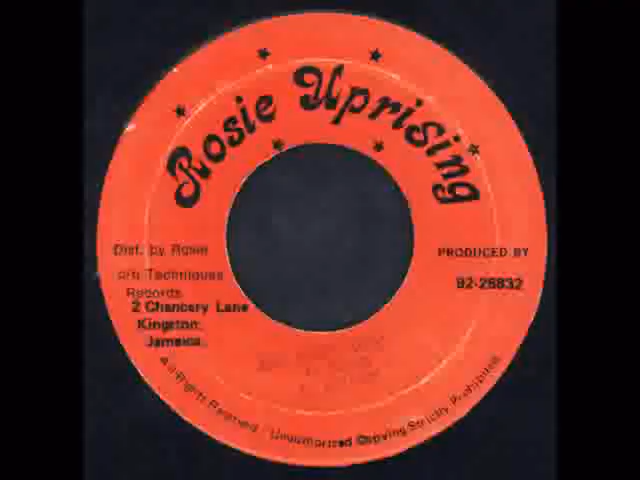 Rosie Uprising
Dist. by Rosie
c/o Techniques
Records
2 Chancery Lane
Kingston.
Jamaica.
PRODUCED BY
92-26832
All Rights Reserved - Unauthorized Copying Strictly Prohibited